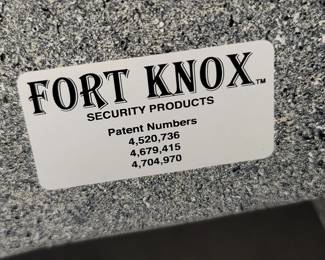 FORT KNOX™
SECURITY PRODUCTS
Patent Numbers
4,520,736
4,679,415
4,704,970